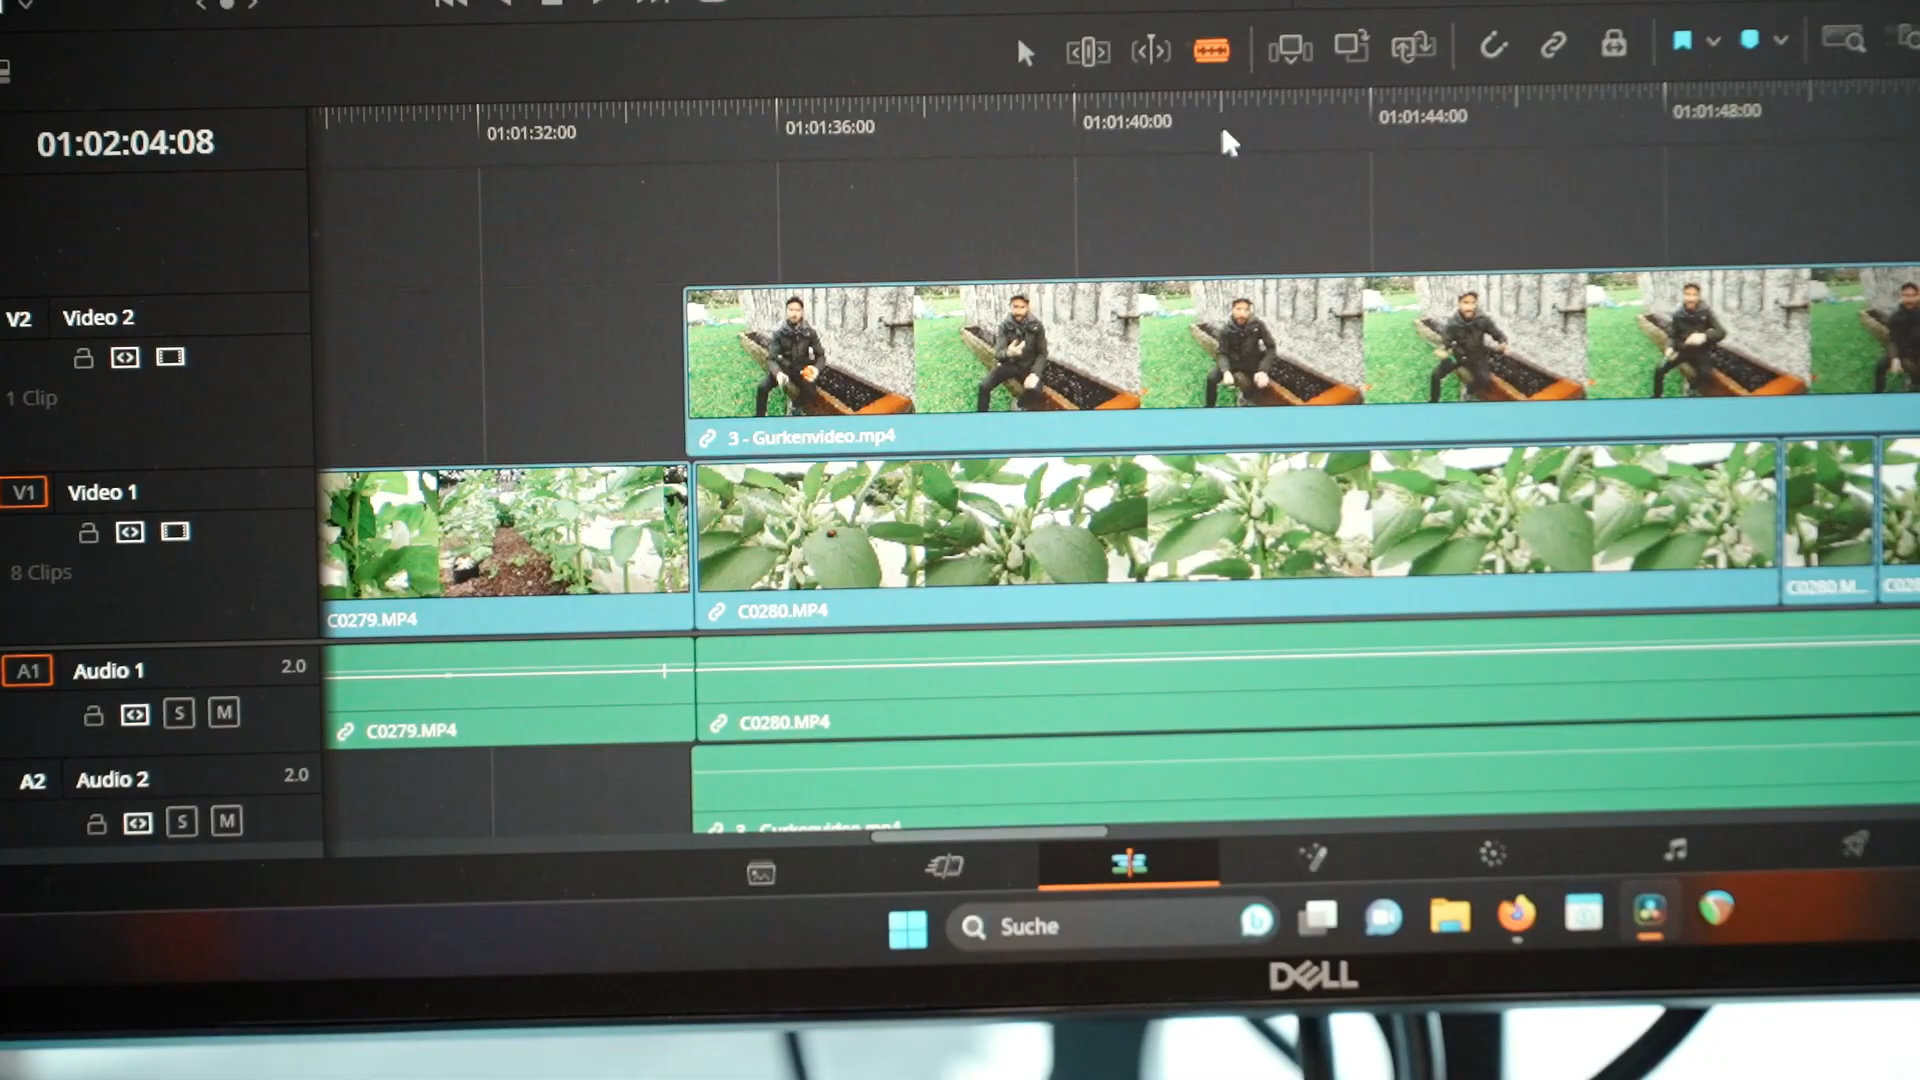 01:02:04:08
01:01:32:00
01:01:36:00
01:01:40:00
01:01:44:00
01:01:48:00
V2 Video 2
1 Clip
3 - Gurkenvideo.mp4
V1 Video 1
8 Clips
C0279.MP4
C0280.MP4
C0280.M...
A1 Audio 1 2.0
S M
C0279.MP4
C0280.MP4
A2 Audio 2 2.0
S M
3 - Gurkenvideo.mp4
Suche
DELL